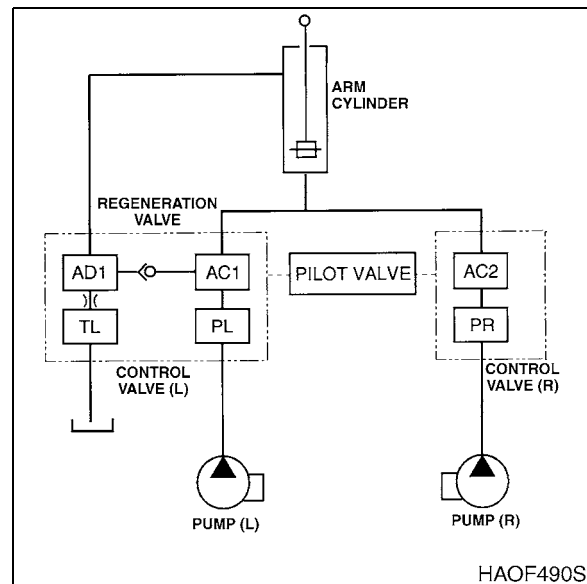 ARM
CYLINDER
REGENERATION
VALVE
AD1
AC1
PILOT VALVE
AC2
TL
PL
PR
CONTROL
VALVE (L)
CONTROL
VALVE (R)
PUMP (L)
PUMP (R)
HAOF490S